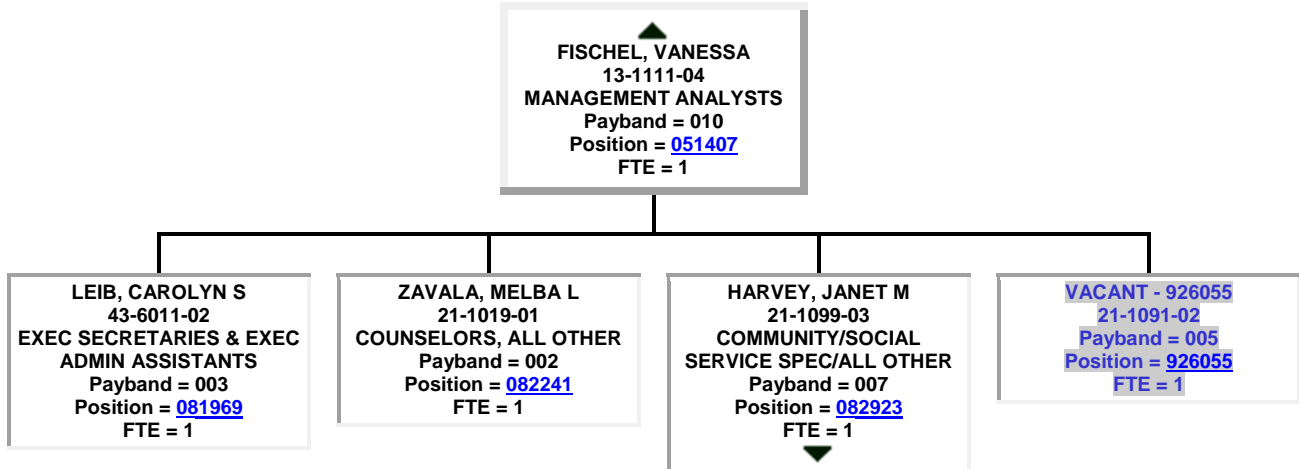 FISCHEL, VANESSA
13-1111-04
MANAGEMENT ANALYSTS
Payband = 010
Position = 051407
FTE = 1
LEIB, CAROLYN S
43-6011-02
EXEC SECRETARIES & EXEC
ADMIN ASSISTANTS
Payband = 003
Position = 081969
FTE = 1
ZAVALA, MELBA L
21-1019-01
COUNSELORS, ALL OTHER
Payband = 002
Position = 082241
FTE = 1
HARVEY, JANET M
21-1099-03
COMMUNITY/SOCIAL
SERVICE SPEC/ALL OTHER
Payband = 007
Position = 082923
FTE = 1
VACANT - 926055
21-1091-02
Payband = 005
Position = 926055
FTE = 1